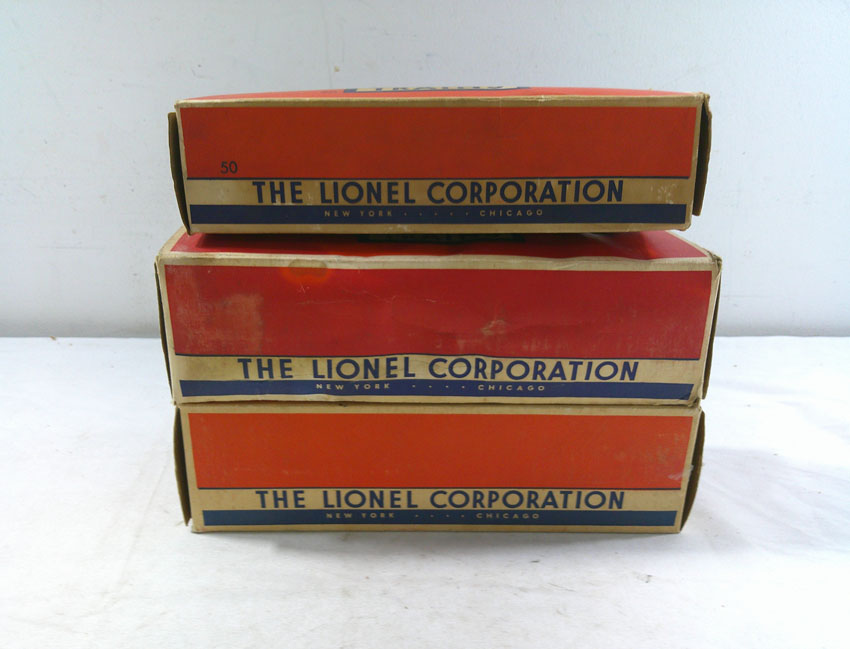 TRAINS
50
THE LIONEL CORPORATION
NEW YORK · · · · · CHICAGO
THE LIONEL CORPORATION
NEW YORK · · · · CHICAGO
THE LIONEL CORPORATION
NEW YORK · · · · CHICAGO